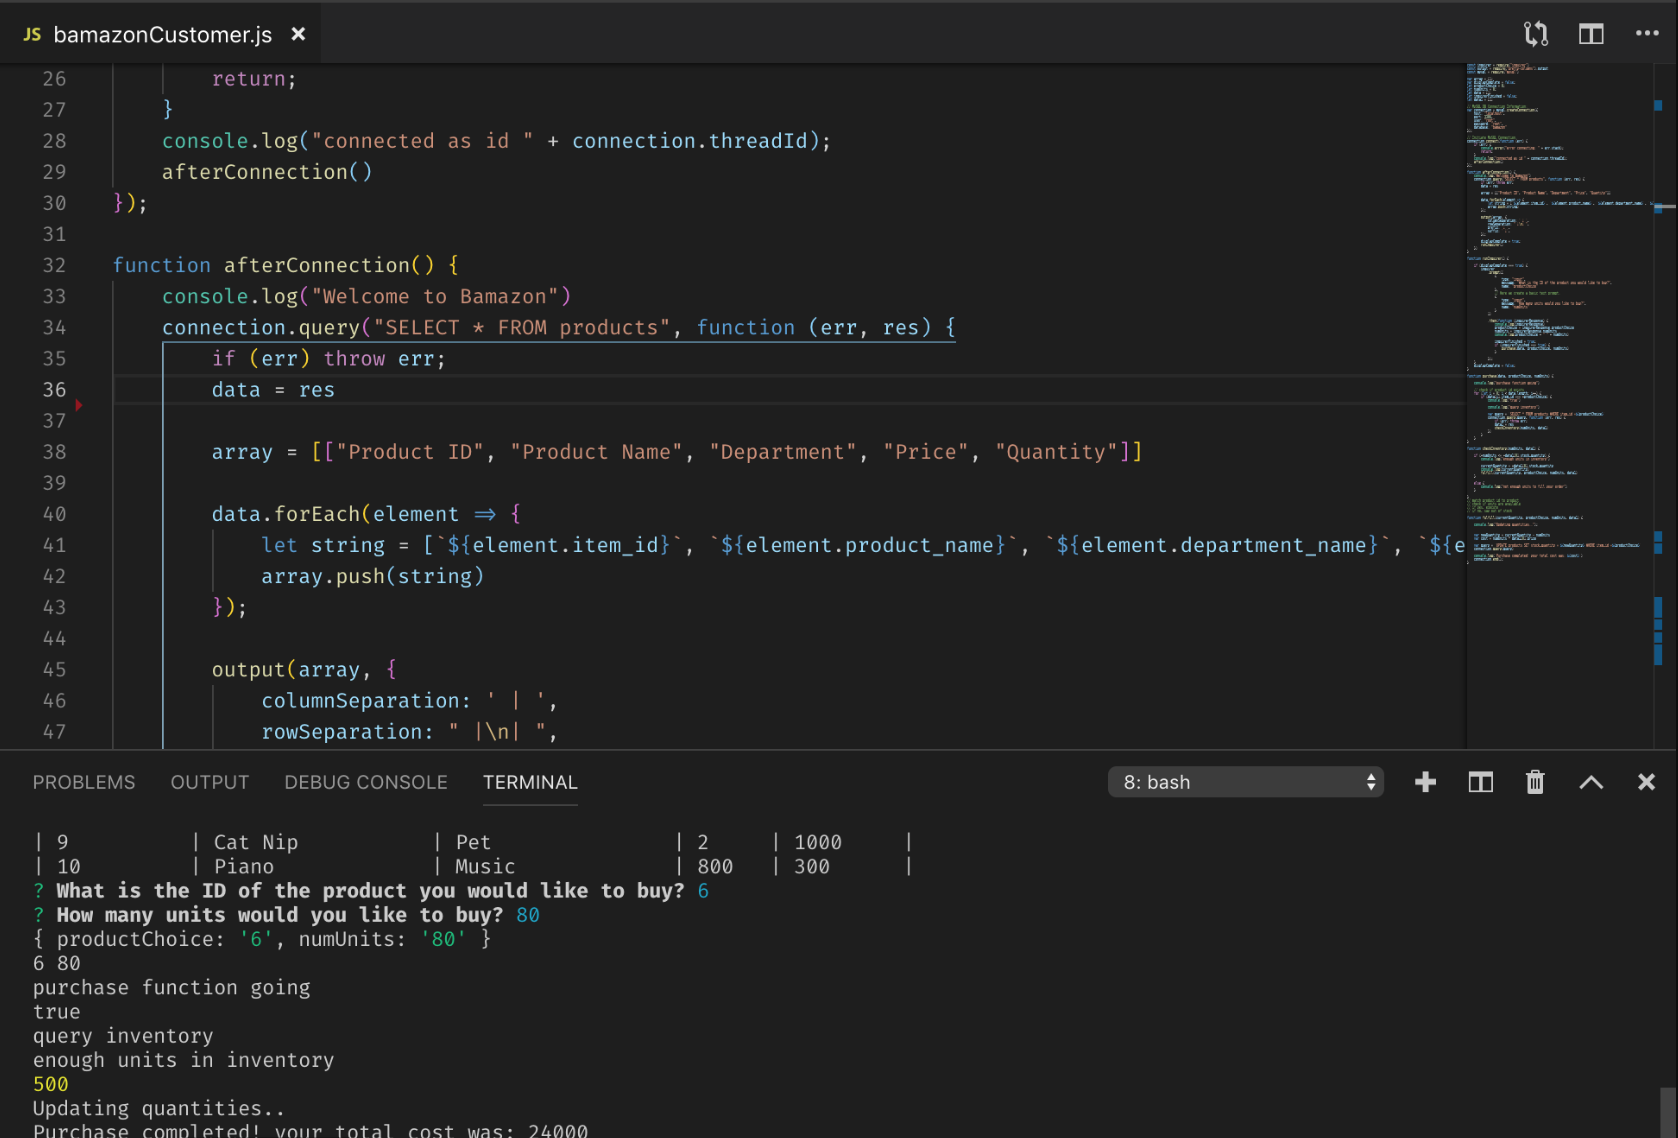 JS bamazonCustomer.js ×
26 return;
27 }
28 console.log("connected as id " + connection.threadId);
29 afterConnection()
30 });
31
32 function afterConnection() {
33 console.log("Welcome to Bamazon")
34 connection.query("SELECT * FROM products", function (err, res) {
35 if (err) throw err;
36 data = res
37
38 array = [["Product ID", "Product Name", "Department", "Price", "Quantity"]]
39
40 data.forEach(element => {
41 let string = [`${element.item_id}`, `${element.product_name}`, `${element.department_name}`, `${e
42 array.push(string)
43 });
44
45 output(array, {
46 columnSeparation: ' | ',
47 rowSeparation: " |\n| ",
PROBLEMS OUTPUT DEBUG CONSOLE TERMINAL 8: bash
| 9 | Cat Nip | Pet | 2 | 1000 |
| 10 | Piano | Music | 800 | 300 |
? What is the ID of the product you would like to buy? 6
? How many units would you like to buy? 80
{ productChoice: '6', numUnits: '80' }
6 80
purchase function going
true
query inventory
enough units in inventory
500
Updating quantities..
Purchase completed! your total cost was: 24000